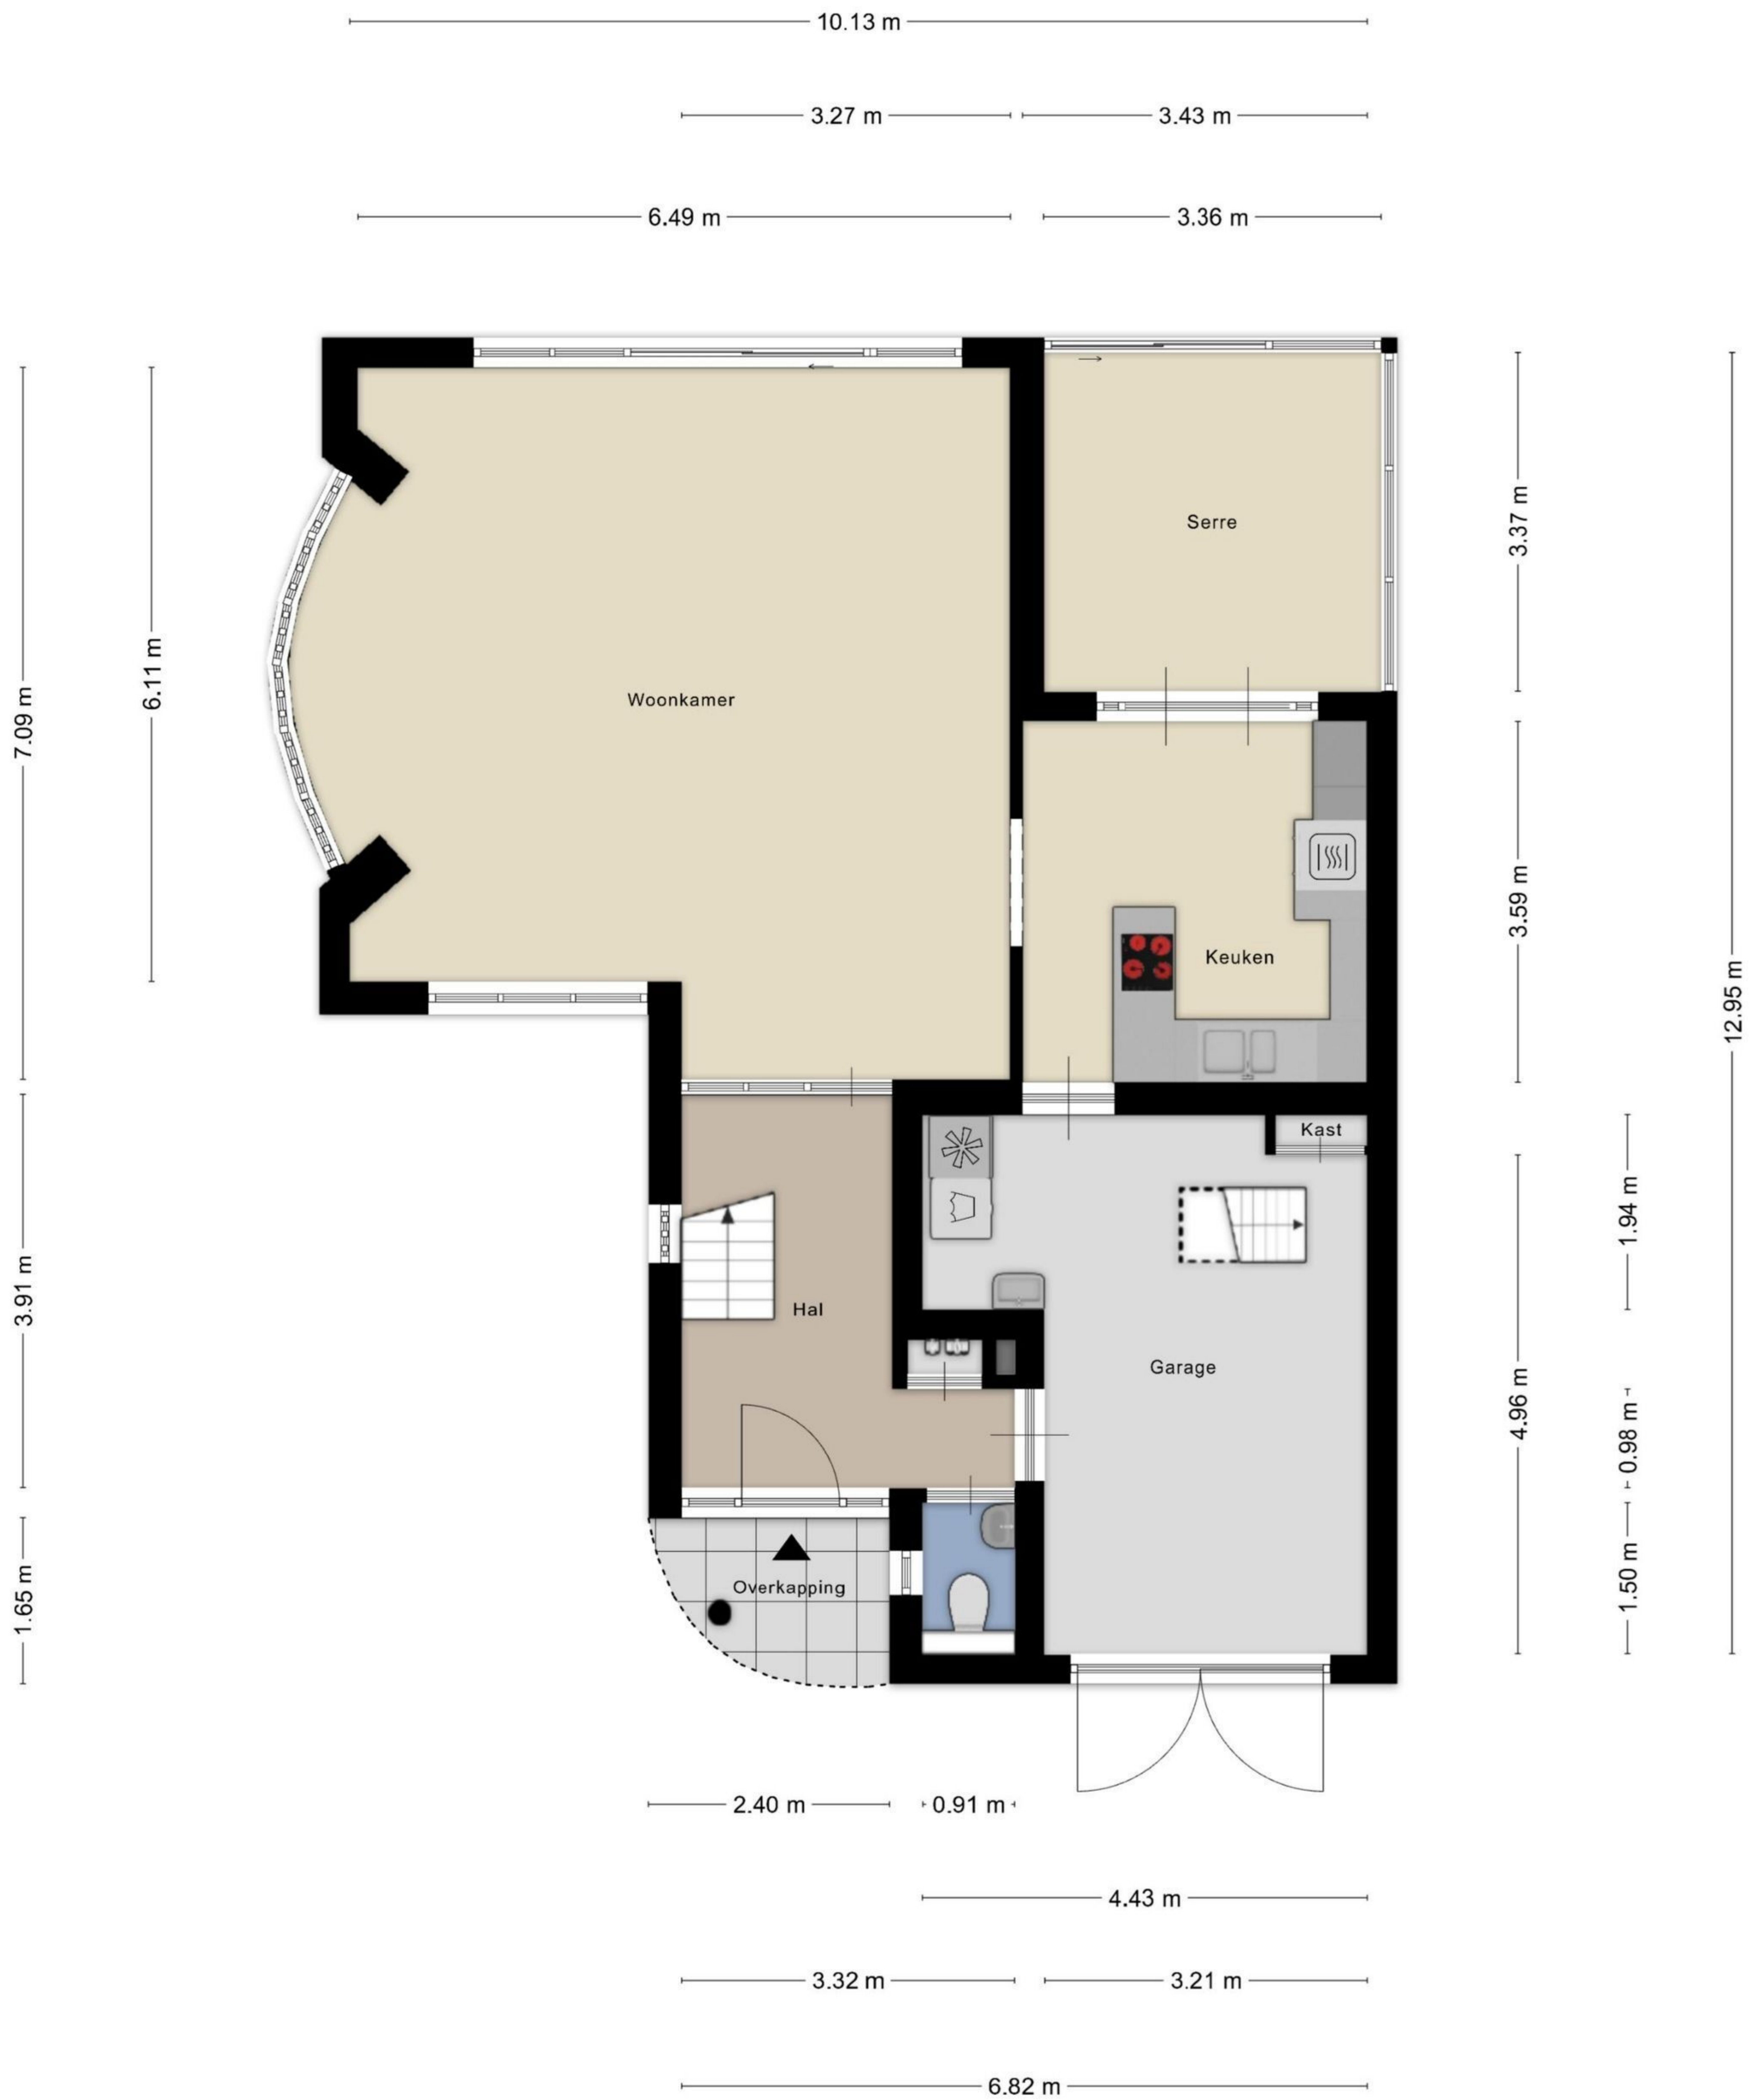 10.13 m
3.27 m
3.43 m
6.49 m
3.36 m
7.09 m
6.11 m
3.37 m
Serre
Woonkamer
3.59 m
12.95 m
Keuken
Kast
1.94 m
3.91 m
Hal
Garage
4.96 m
0.98 m
1.65 m
Overkapping
1.50 m
2.40 m
0.91 m
4.43 m
3.32 m
3.21 m
6.82 m